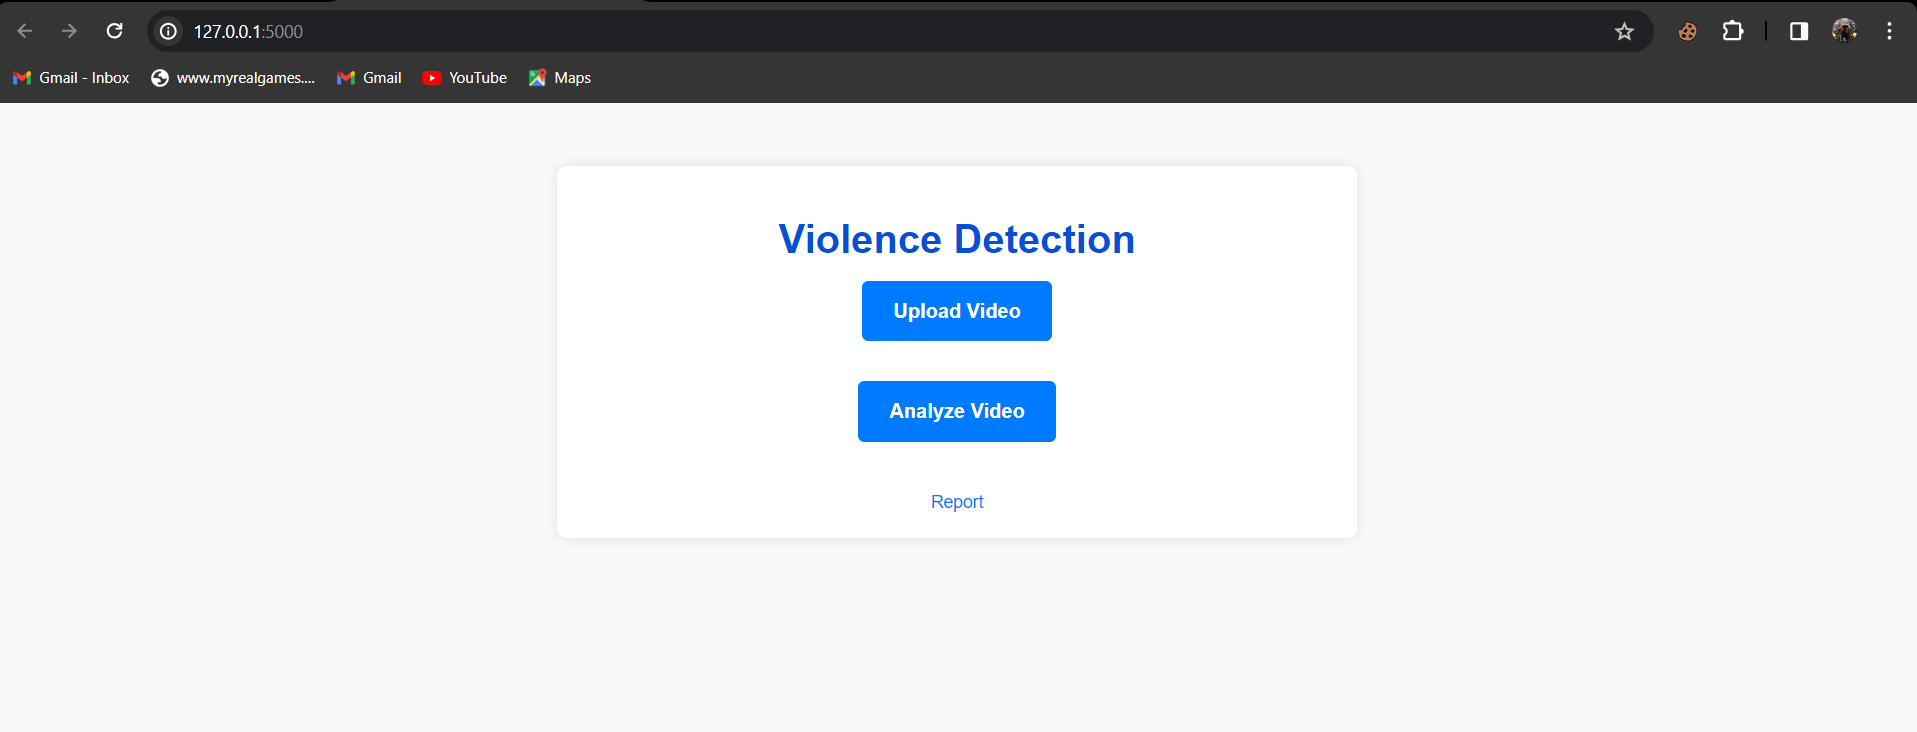 127.0.0.1:5000
Gmail - Inbox www.myrealgames.... Gmail YouTube Maps
Violence Detection
Upload Video
Analyze Video
Report